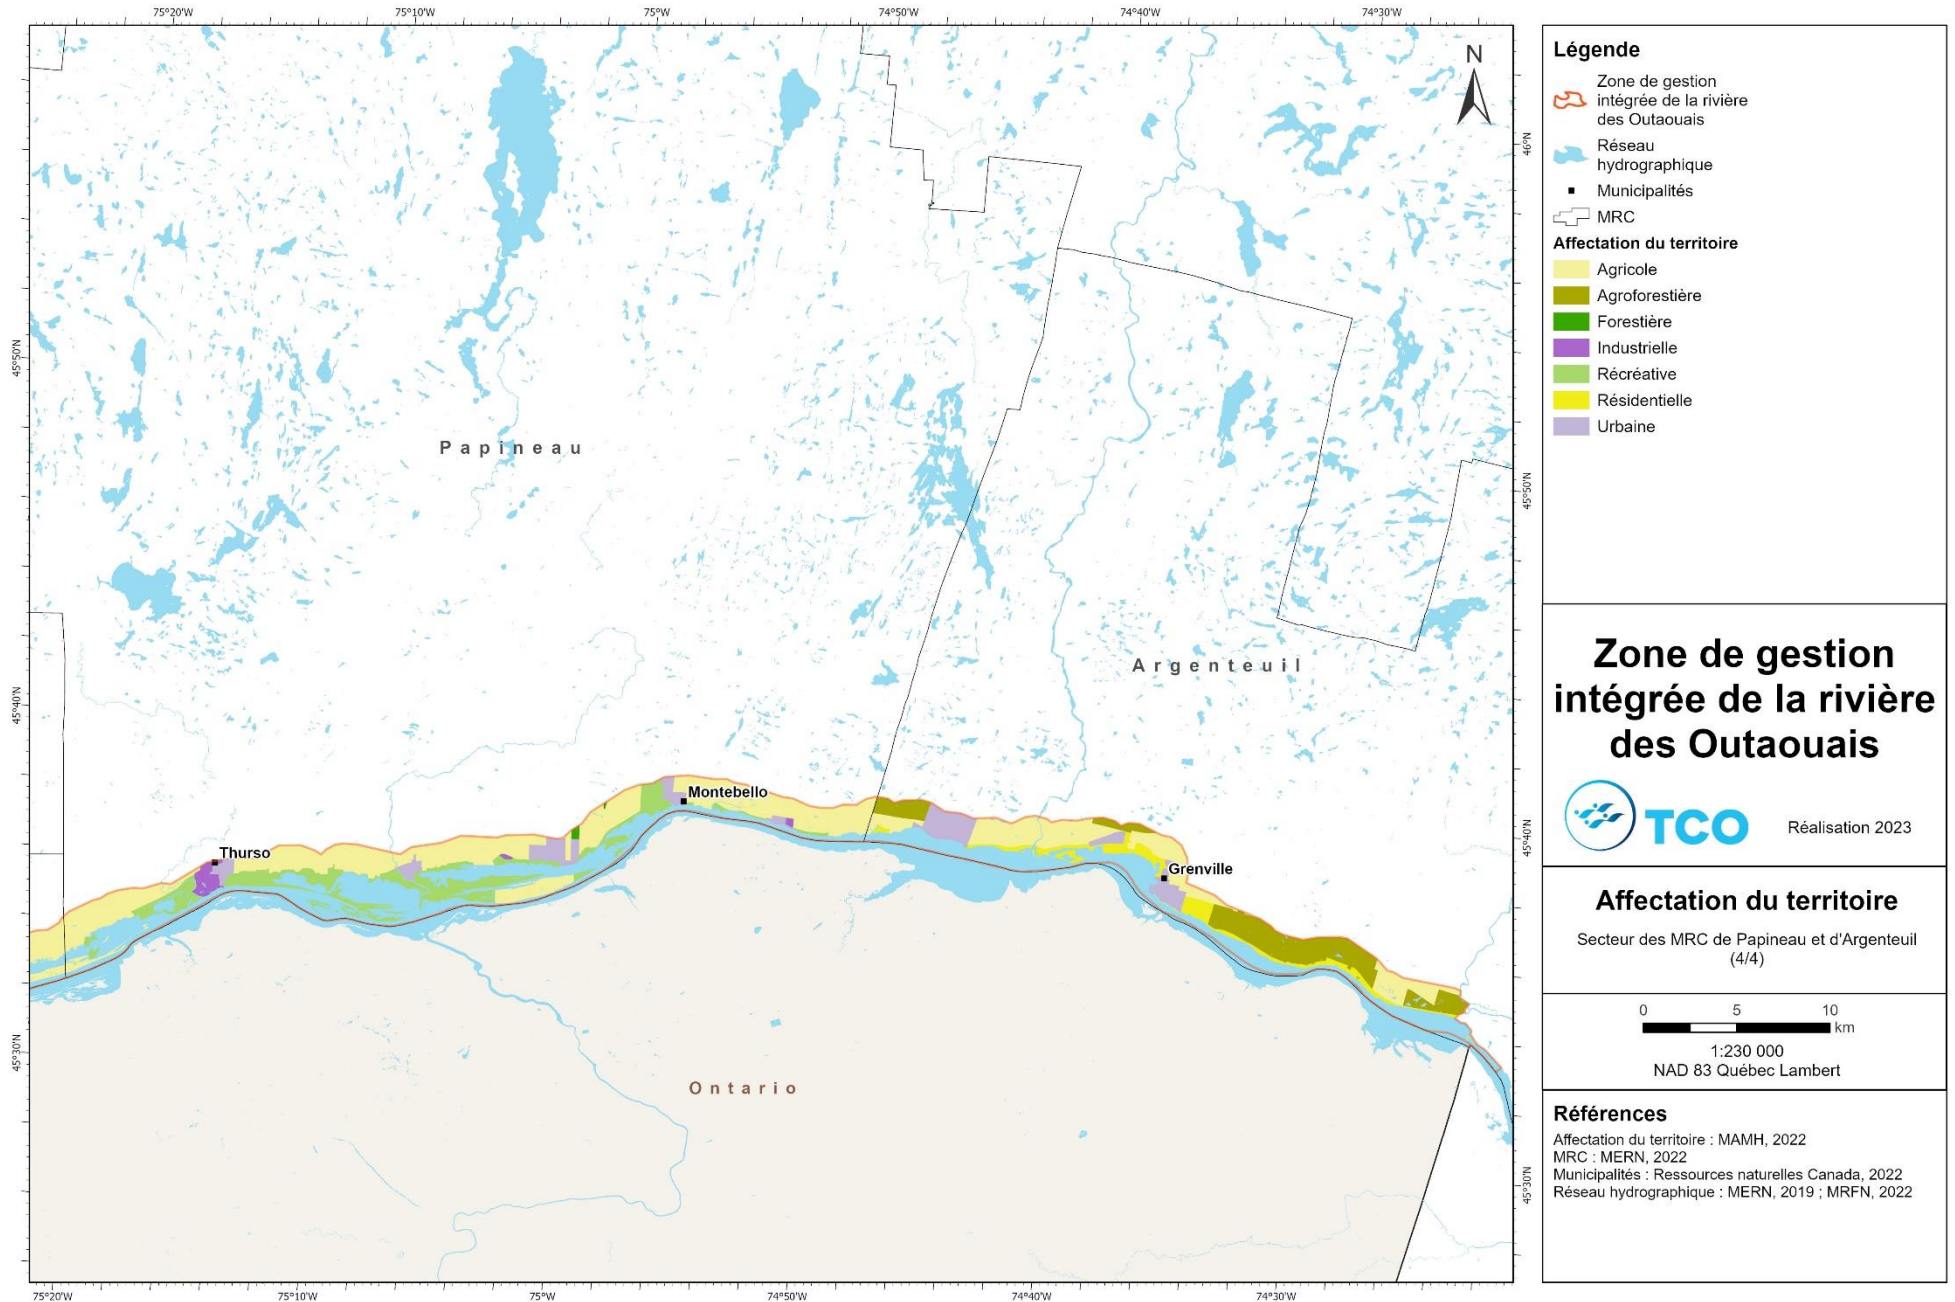 75°20'W 75°10'W 75°W 74°50'W 74°40'W 74°30'W
N
46°N
45°50'N
45°50'N
Papineau
Argenteuil
45°40'N
45°40'N
Montebello
Thurso
Grenville
45°30'N
Ontario
45°30'N
75°20'W 75°10'W 75°W 74°50'W 74°40'W 74°30'W
Légende
Zone de gestion
intégrée de la rivière
des Outaouais
Réseau
hydrographique
Municipalités
MRC
Affectation du territoire
Agricole
Agroforestière
Forestière
Industrielle
Récréative
Résidentielle
Urbaine
Zone de gestion
intégrée de la rivière
des Outaouais
TCO Réalisation 2023
Affectation du territoire
Secteur des MRC de Papineau et d'Argenteuil
(4/4)
0 5 10
km
1:230 000
NAD 83 Québec Lambert
Références
Affectation du territoire : MAMH, 2022
MRC : MERN, 2022
Municipalités : Ressources naturelles Canada, 2022
Réseau hydrographique : MERN, 2019 ; MRFN, 2022